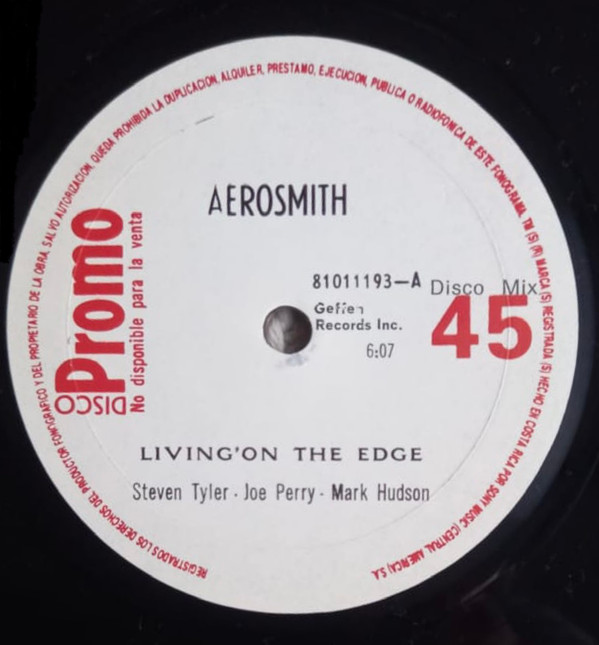 REGISTRADOS LOS DERECHOS DEL PRODUCTOR FONOGRAFICO Y DEL PROPIETARIO DE LA OBRA. SALVO AUTORIZACION, QUEDA PROHIBIDA LA DUPLICACION, ALQUILER, PRESTAMO, EJECUCION, PUBLICA O RADIOFONICA DE ESTE FONOGRAMA. TM (S) (R) MARCA (S) REGISTRADA (S) HECHO EN COSTA RICA POR SONY MUSIC (CENTRAL AMERICA) S.A.
AEROSMITH
DISCO
Promo
No disponible para la venta
81011193-A
Disco Mix
45
Geffen
Records Inc.
6:07
LIVING'ON THE EDGE
Steven Tyler · Joe Perry · Mark Hudson